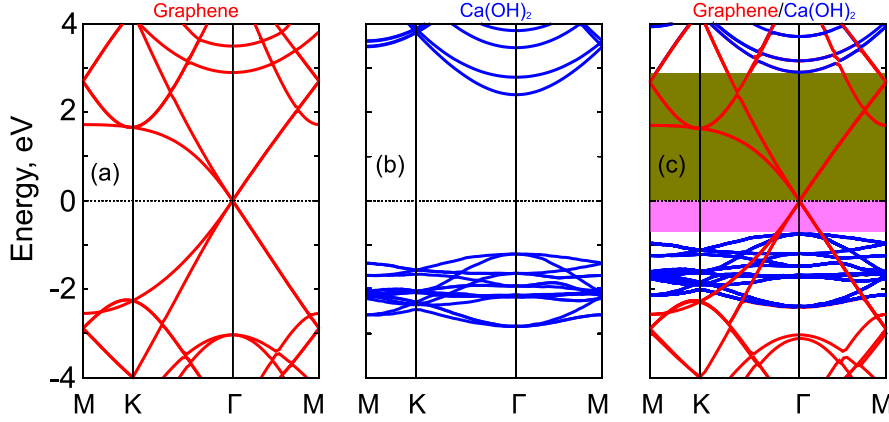 Graphene
Ca(OH)₂
Graphene/Ca(OH)₂
Energy, eV
4
2
0
-2
-4
(a)
(b)
(c)
M K Γ M
M K Γ M
M K Γ M